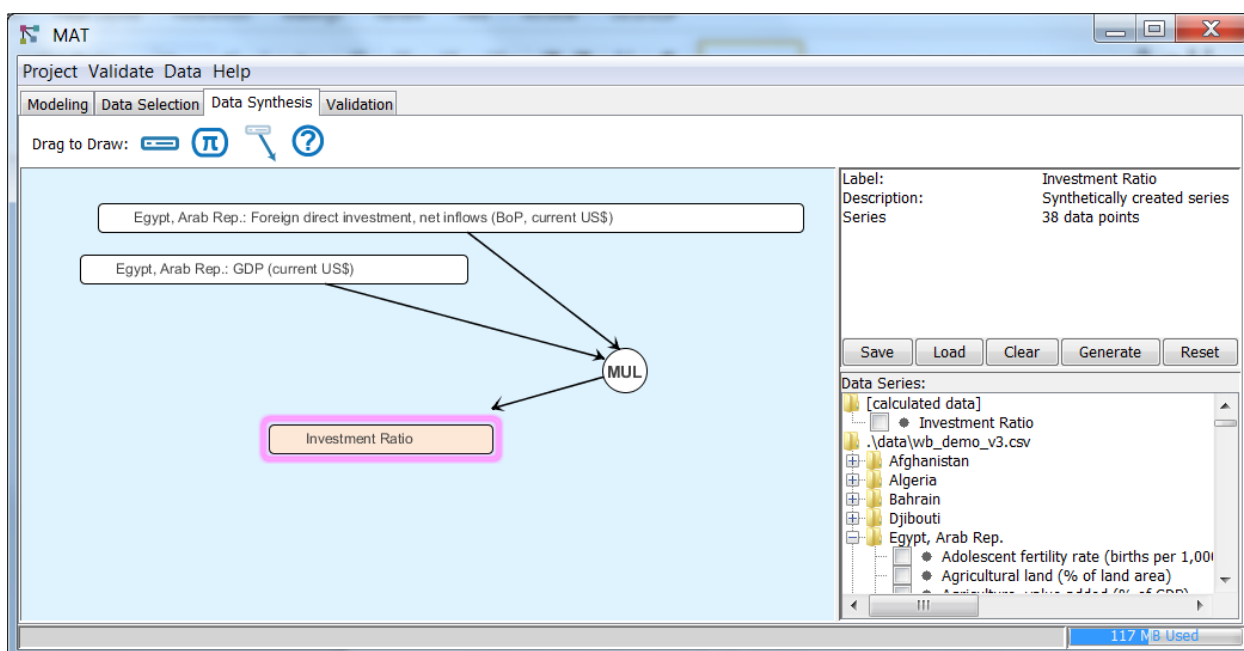 MAT
Project Validate Data Help
Modeling Data Selection Data Synthesis Validation
Drag to Draw: π ?
Egypt, Arab Rep.: Foreign direct investment, net inflows (BoP, current US$)
Egypt, Arab Rep.: GDP (current US$)
MUL
Investment Ratio
Label: Investment Ratio
Description: Synthetically created series
Series 38 data points
Save Load Clear Generate Reset
Data Series:
[calculated data]
Investment Ratio
.\data\wb_demo_v3.csv
Afghanistan
Algeria
Bahrain
Djibouti
Egypt, Arab Rep.
Adolescent fertility rate (births per 1,00
Agricultural land (% of land area)
117 MB Used